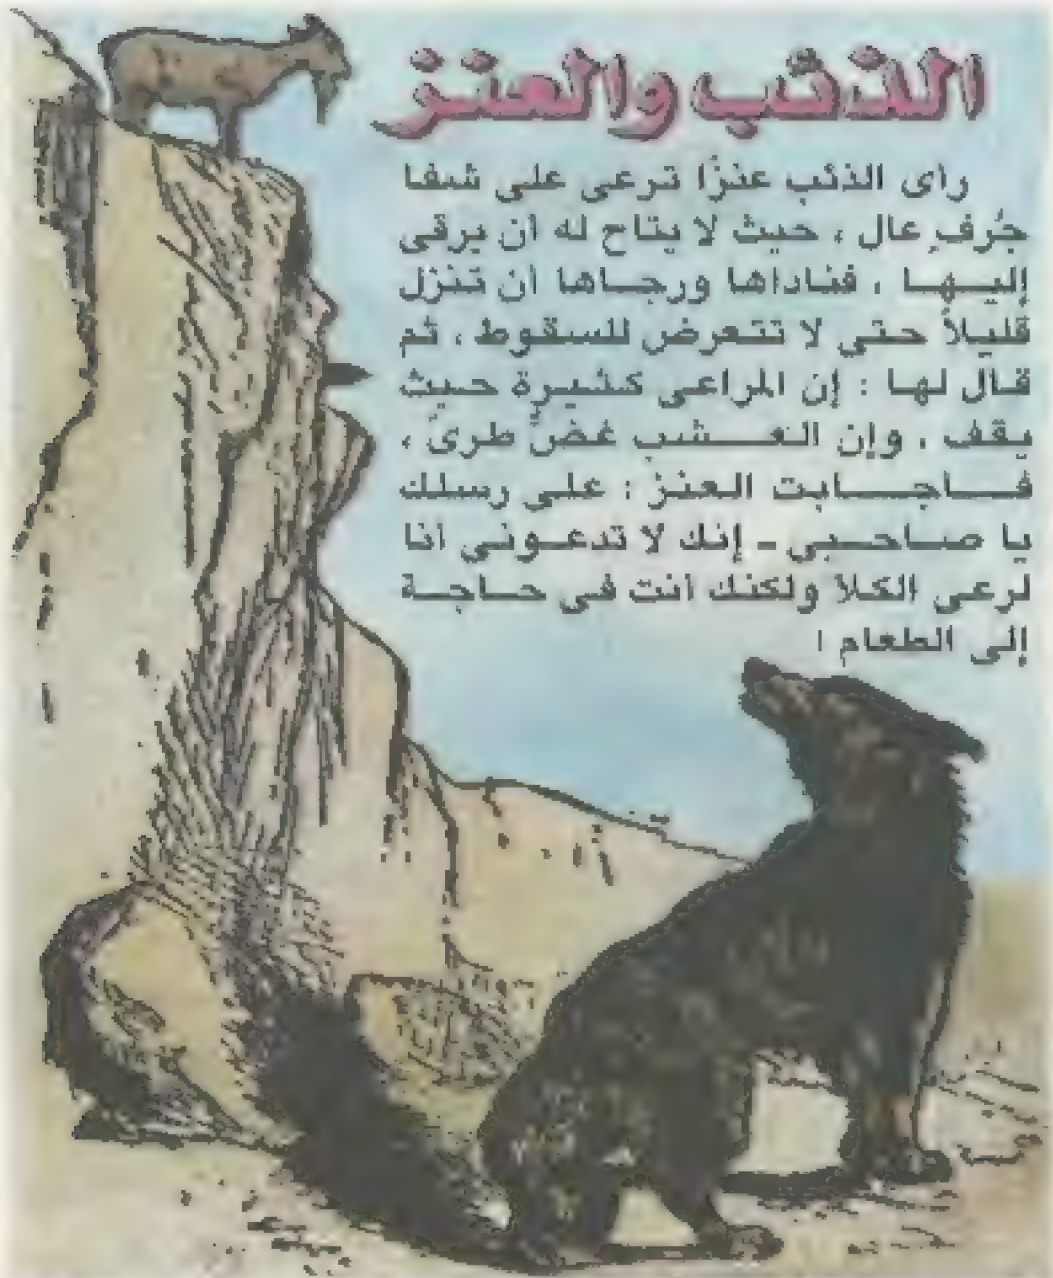 الذئب والعنز
رأى الذئب عنزًا ترعى على شفا
جُرفٍ عال ، حيث لا يتاح له أن يرقى
إليها ، فناداها ورجاها أن تنزل
قليلاً حتى لا تتعرض للسقوط ، ثم
قال لها : إن المراعى كثيرة حيث
يقف ، وإن العشب غضٌّ طرىٌ ،
فأجابت العنز : على رسلك
يا صاحبى - إنك لا تدعونى أنا
لرعى الكلأ ولكنك أنت فى حاجة
إلى الطعام !